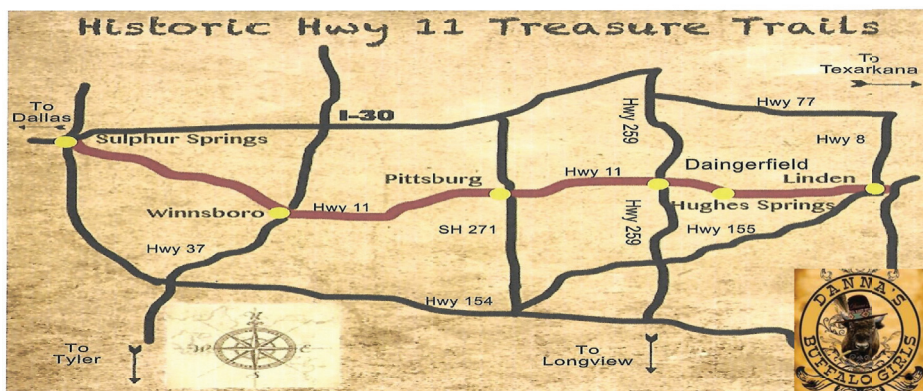 Historic Hwy 11 Treasure Trails
To
Dallas
I-30
To
Texarkana
Hwy 77
Hwy 259
Hwy 8
Sulphur Springs
Winnsboro
Hwy 11
Pittsburg
Hwy 11
Daingerfield
Hughes Springs
Linden
Hwy 37
SH 271
Hwy 259
Hwy 155
Hwy 154
To
Tyler
To
Longview
DANNA'S
BUFFALO GIRLS